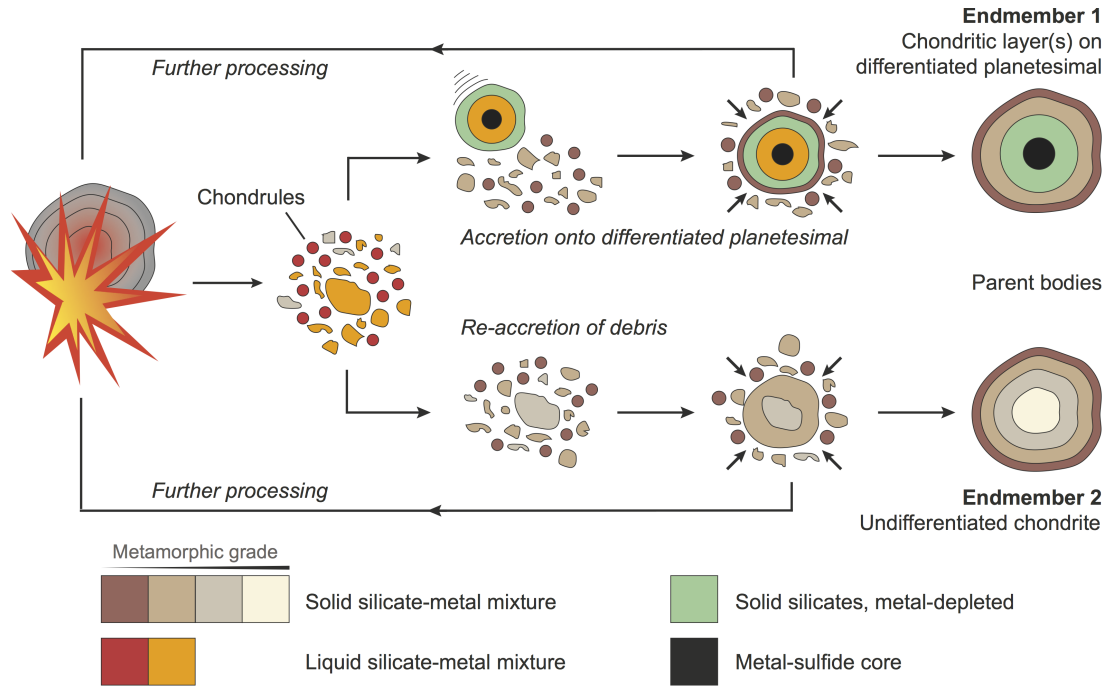 Endmember 1
Chondritic layer(s) on
differentiated planetesimal
Further processing
Chondrules
Accretion onto differentiated planetesimal
Parent bodies
Re-accretion of debris
Further processing
Endmember 2
Undifferentiated chondrite
Metamorphic grade
Solid silicate-metal mixture
Solid silicates, metal-depleted
Liquid silicate-metal mixture
Metal-sulfide core